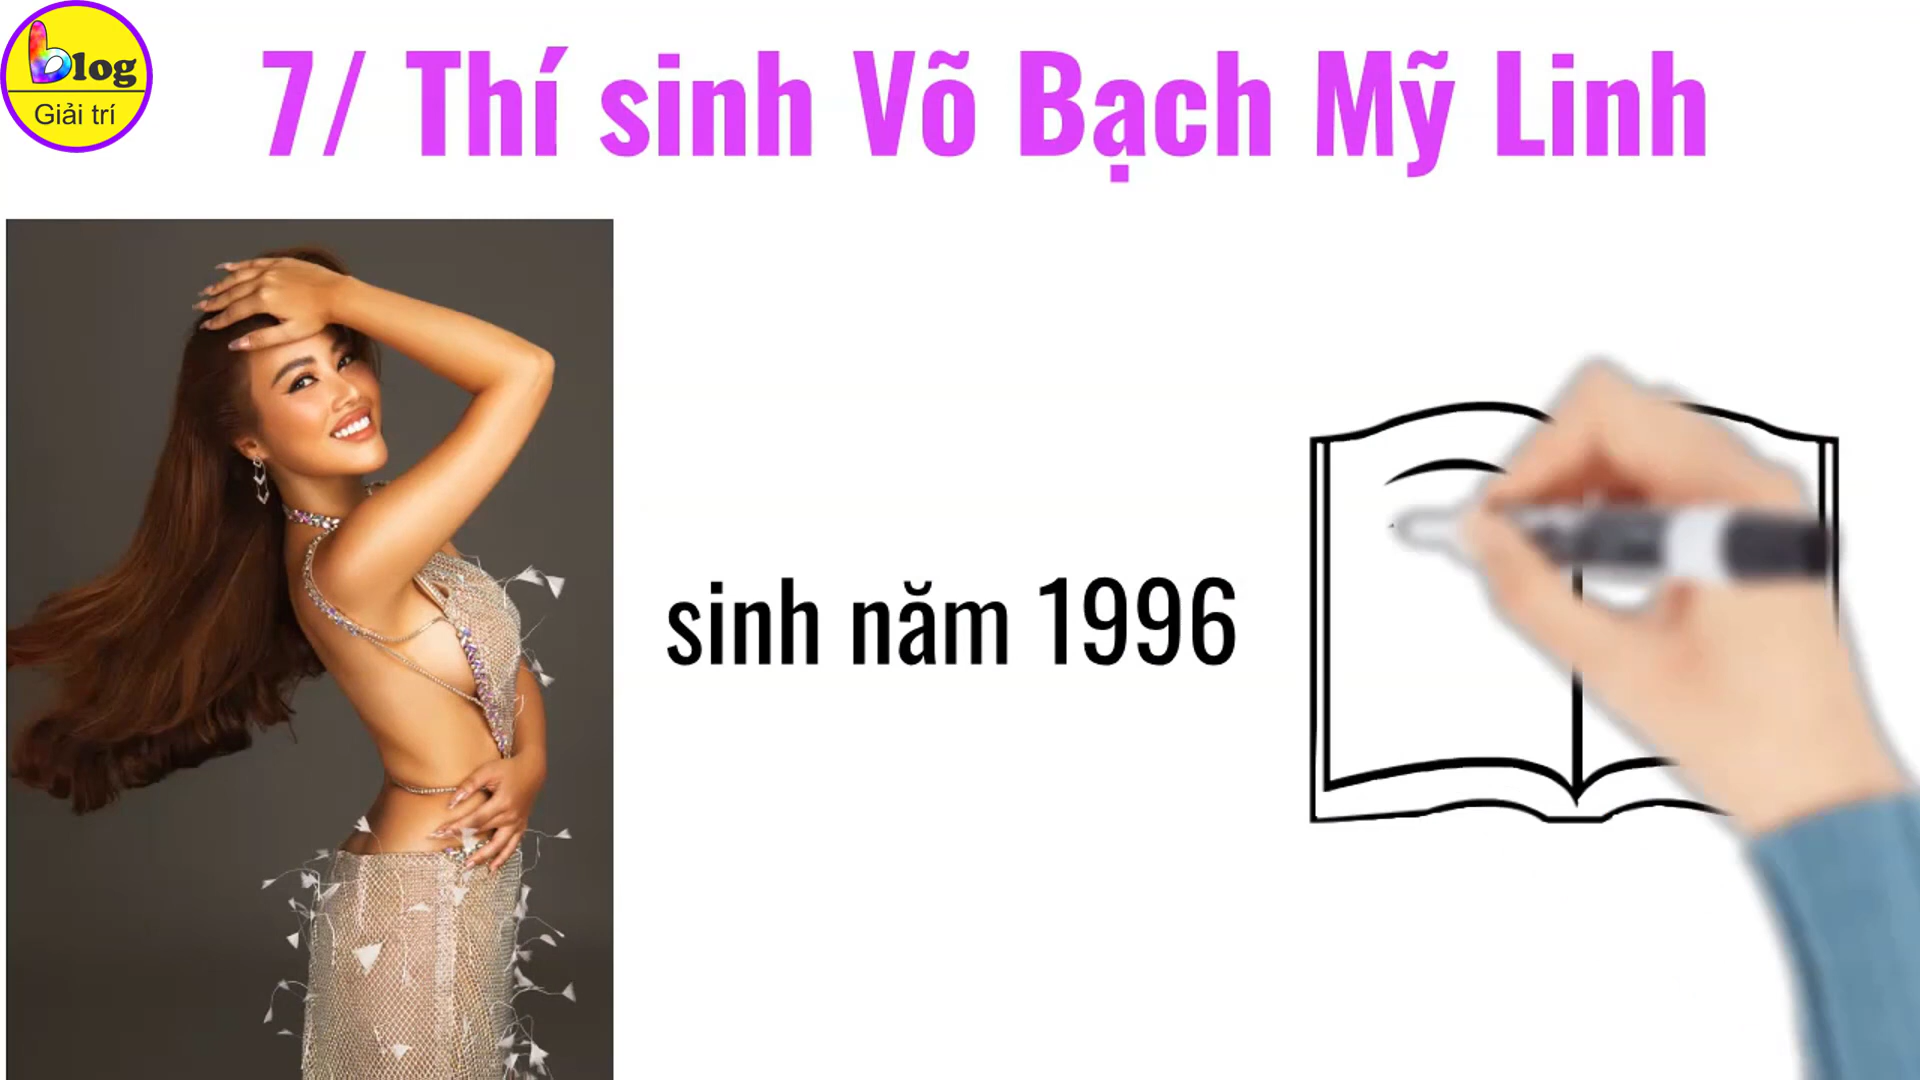 blog
Giải trí
7/ Thí sinh Võ Bạch Mỹ Linh
sinh năm 1996